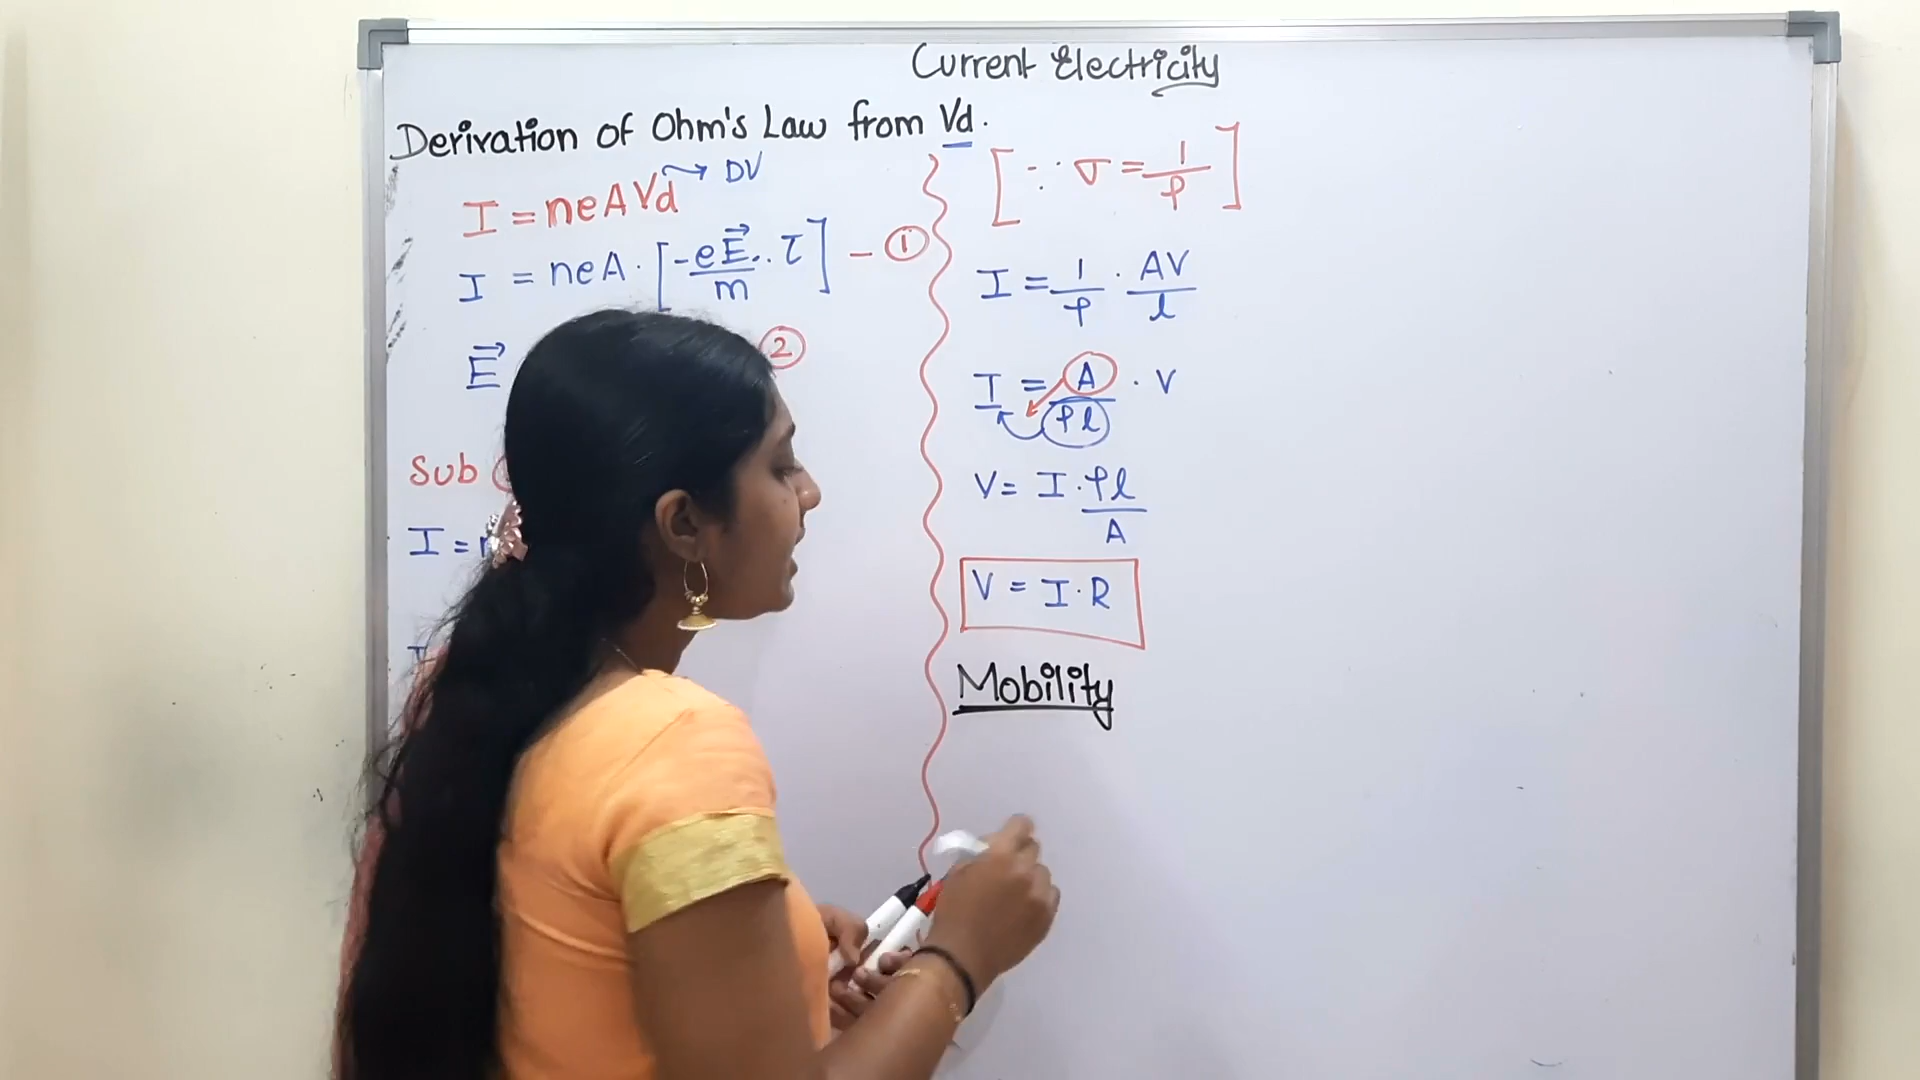 Current Electricity
Derivation of Ohm's Law from Vd.
I = neAVd → DV
I = neA · [-eE⃗/m · τ] - ①
E⃗ ②
Sub
I =
[∵ σ = 1/ρ]
I = 1/ρ · AV/l
I = A/ρl · V
V = I · ρl/A
V = I · R
Mobility